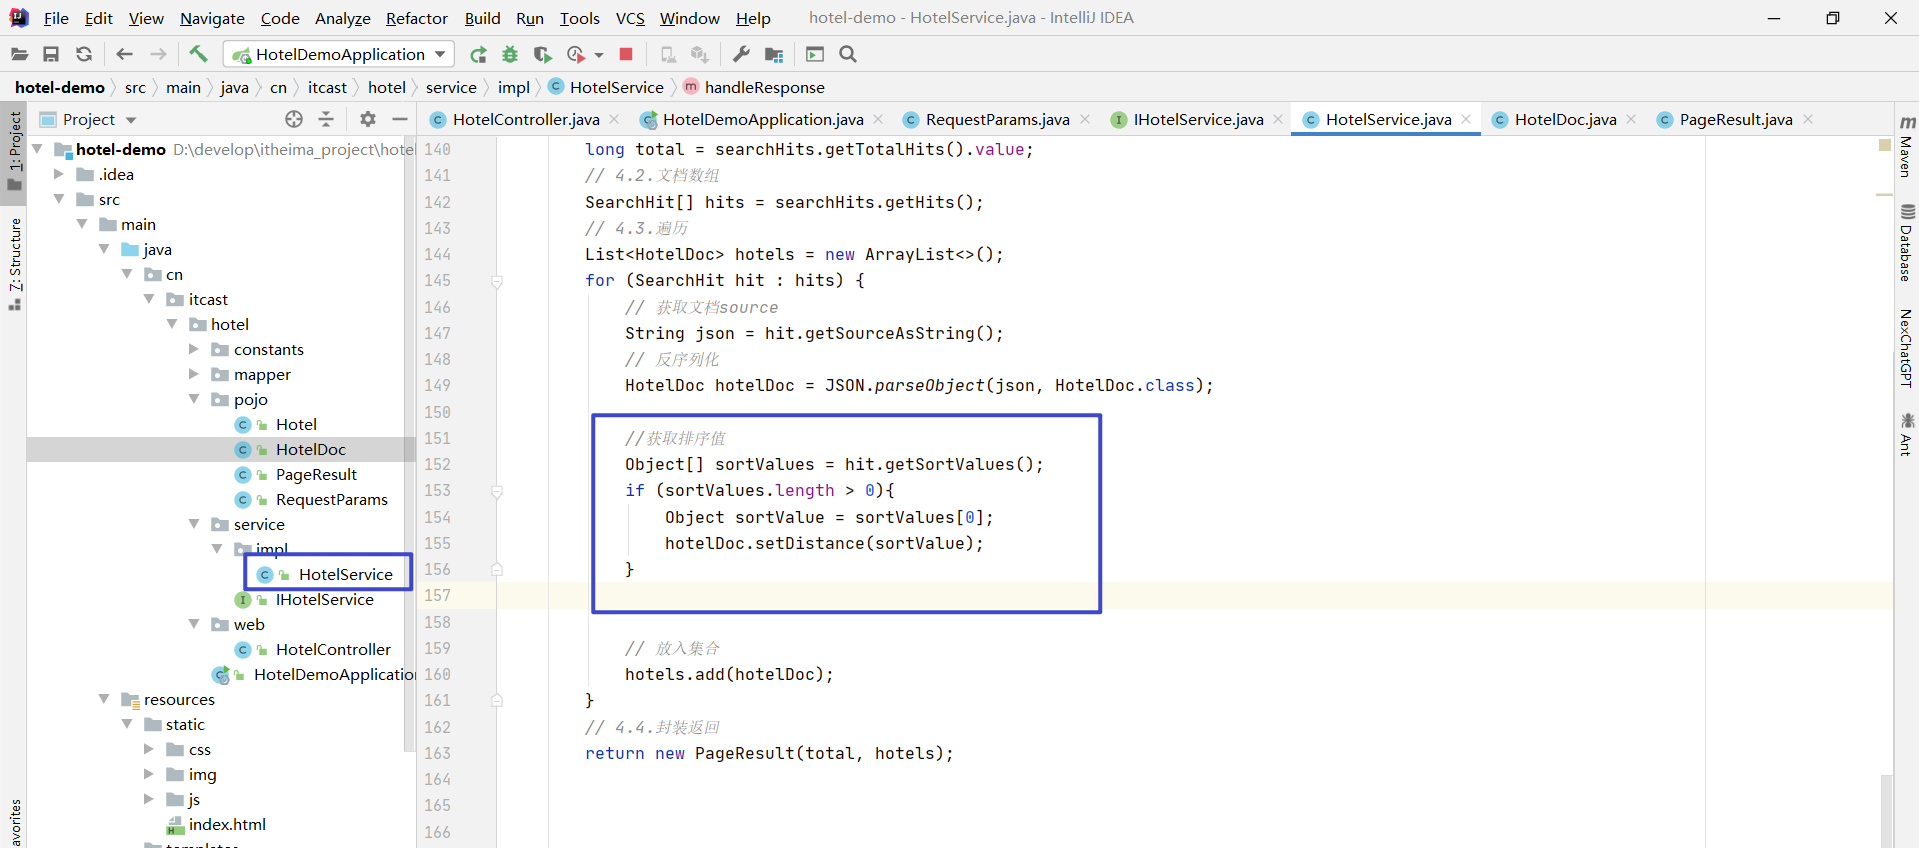 File Edit View Navigate Code Analyze Refactor Build Run Tools VCS Window Help hotel-demo - HotelService.java - IntelliJ IDEA
HotelDemoApplication
hotel-demo src main java cn itcast hotel service impl HotelService handleResponse
Project
HotelController.java HotelDemoApplication.java RequestParams.java IHotelService.java HotelService.java HotelDoc.java PageResult.java
1: Project
7: Structure
avorites
hotel-demo D:\develop\itheima_project\hote
.idea
src
main
java
cn
itcast
hotel
constants
mapper
pojo
Hotel
HotelDoc
PageResult
RequestParams
service
impl
HotelService
IHotelService
web
HotelController
HotelDemoApplication
resources
static
css
img
js
index.html
templates
140 long total = searchHits.getTotalHits().value;
141 // 4.2.文档数组
142 SearchHit[] hits = searchHits.getHits();
143 // 4.3.遍历
144 List<HotelDoc> hotels = new ArrayList<>();
145 for (SearchHit hit : hits) {
146 // 获取文档source
147 String json = hit.getSourceAsString();
148 // 反序列化
149 HotelDoc hotelDoc = JSON.parseObject(json, HotelDoc.class);
150
151 //获取排序值
152 Object[] sortValues = hit.getSortValues();
153 if (sortValues.length > 0){
154 Object sortValue = sortValues[0];
155 hotelDoc.setDistance(sortValue);
156 }
157
158
159 // 放入集合
160 hotels.add(hotelDoc);
161 }
162 // 4.4.封装返回
163 return new PageResult(total, hotels);
164
165
166
Maven
Database
NexChatGPT
Ant